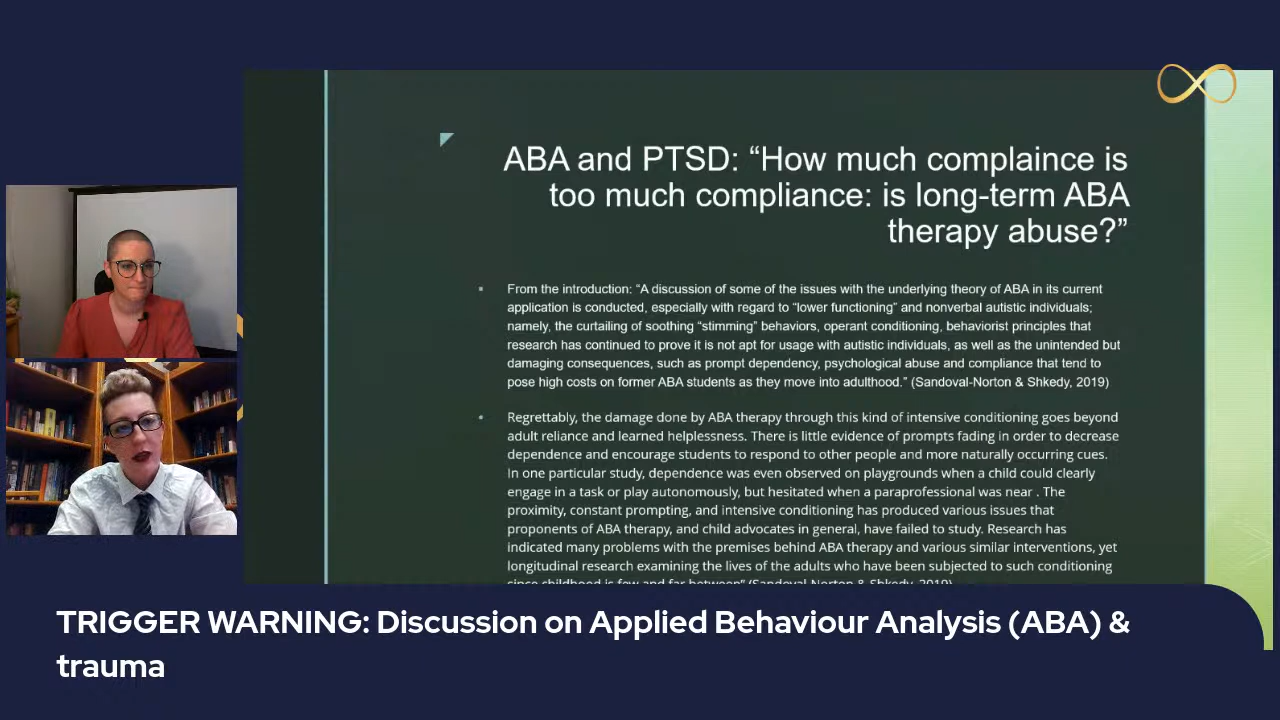 ABA and PTSD: “How much complaince is
too much compliance: is long-term ABA
therapy abuse?”
From the introduction: “A discussion of some of the issues with the underlying theory of ABA in its current
application is conducted, especially with regard to “lower functioning” and nonverbal autistic individuals;
namely, the curtailing of soothing “stimming” behaviors, operant conditioning, behaviorist principles that
research has continued to prove it is not apt for usage with autistic individuals, as well as the unintended but
damaging consequences, such as prompt dependency, psychological abuse and compliance that tend to
pose high costs on former ABA students as they move into adulthood.” (Sandoval-Norton & Shkedy, 2019)
Regrettably, the damage done by ABA therapy through this kind of intensive conditioning goes beyond
adult reliance and learned helplessness. There is little evidence of prompts fading in order to decrease
dependence and encourage students to respond to other people and more naturally occurring cues.
In one particular study, dependence was even observed on playgrounds when a child could clearly
engage in a task or play autonomously, but hesitated when a paraprofessional was near . The
proximity, constant prompting, and intensive conditioning has produced various issues that
proponents of ABA therapy, and child advocates in general, have failed to study. Research has
indicated many problems with the premises behind ABA therapy and various similar interventions, yet
longitudinal research examining the lives of the adults who have been subjected to such conditioning
since childhood is few and far between” (Sandoval-Norton & Shkedy, 2019)
TRIGGER WARNING: Discussion on Applied Behaviour Analysis (ABA) &
trauma